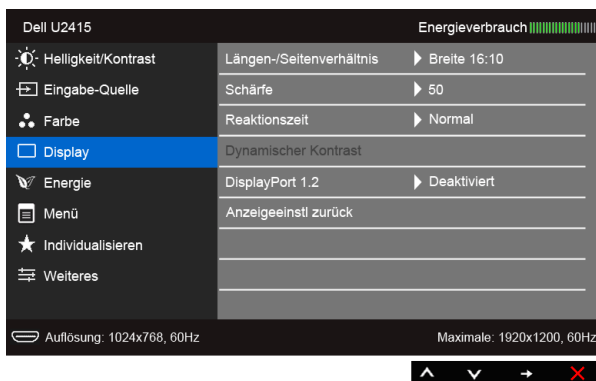 Dell U2415 Energieverbrauch
Helligkeit/Kontrast Längen-/Seitenverhältnis Breite 16:10
Eingabe-Quelle Schärfe 50
Farbe Reaktionszeit Normal
Display Dynamischer Kontrast
Energie DisplayPort 1.2 Deaktiviert
Menü Anzeigeeinstl zurück
Individualisieren
Weiteres
Auflösung: 1024x768, 60Hz Maximale: 1920x1200, 60Hz